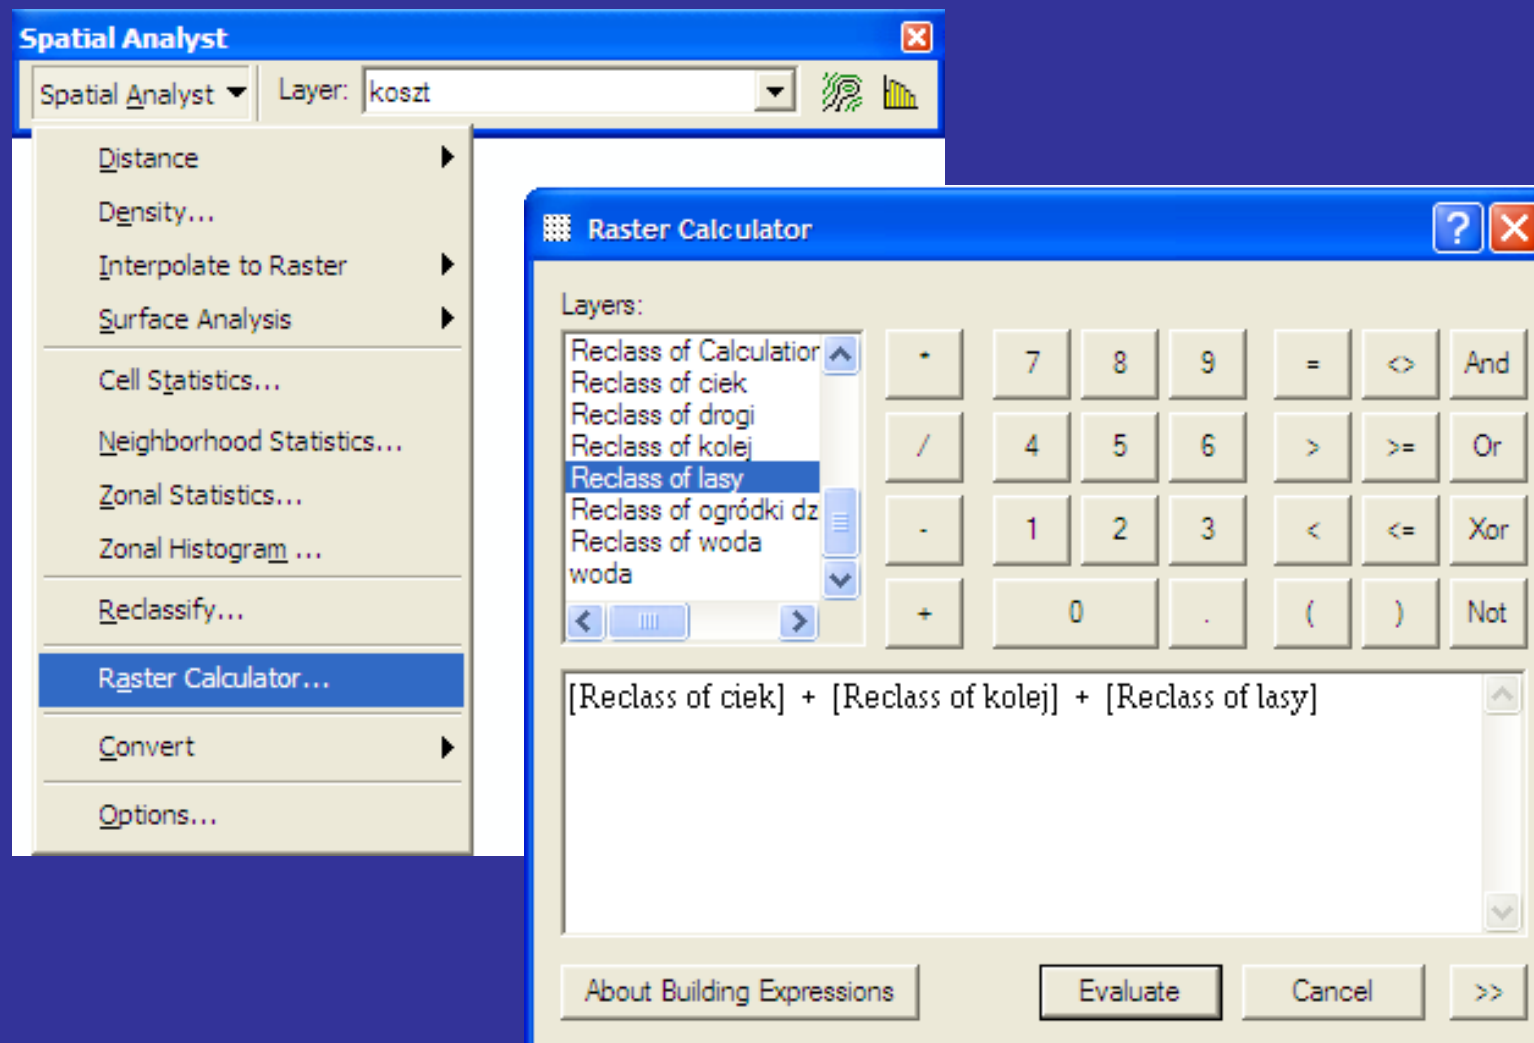 Spatial Analyst
Spatial Analyst Layer: koszt
Distance
Density...
Interpolate to Raster
Surface Analysis
Cell Statistics...
Neighborhood Statistics...
Zonal Statistics...
Zonal Histogram ...
Reclassify...
Raster Calculator...
Convert
Options...
Raster Calculator
Layers:
Reclass of Calculation
Reclass of ciek
Reclass of drogi
Reclass of kolej
Reclass of lasy
Reclass of ogródki dz
Reclass of woda
woda
* 7 8 9 = <> And
/ 4 5 6 > >= Or
- 1 2 3 < <= Xor
+ 0 . ( ) Not
[Reclass of ciek] + [Reclass of kolej] + [Reclass of lasy]
About Building Expressions Evaluate Cancel >>